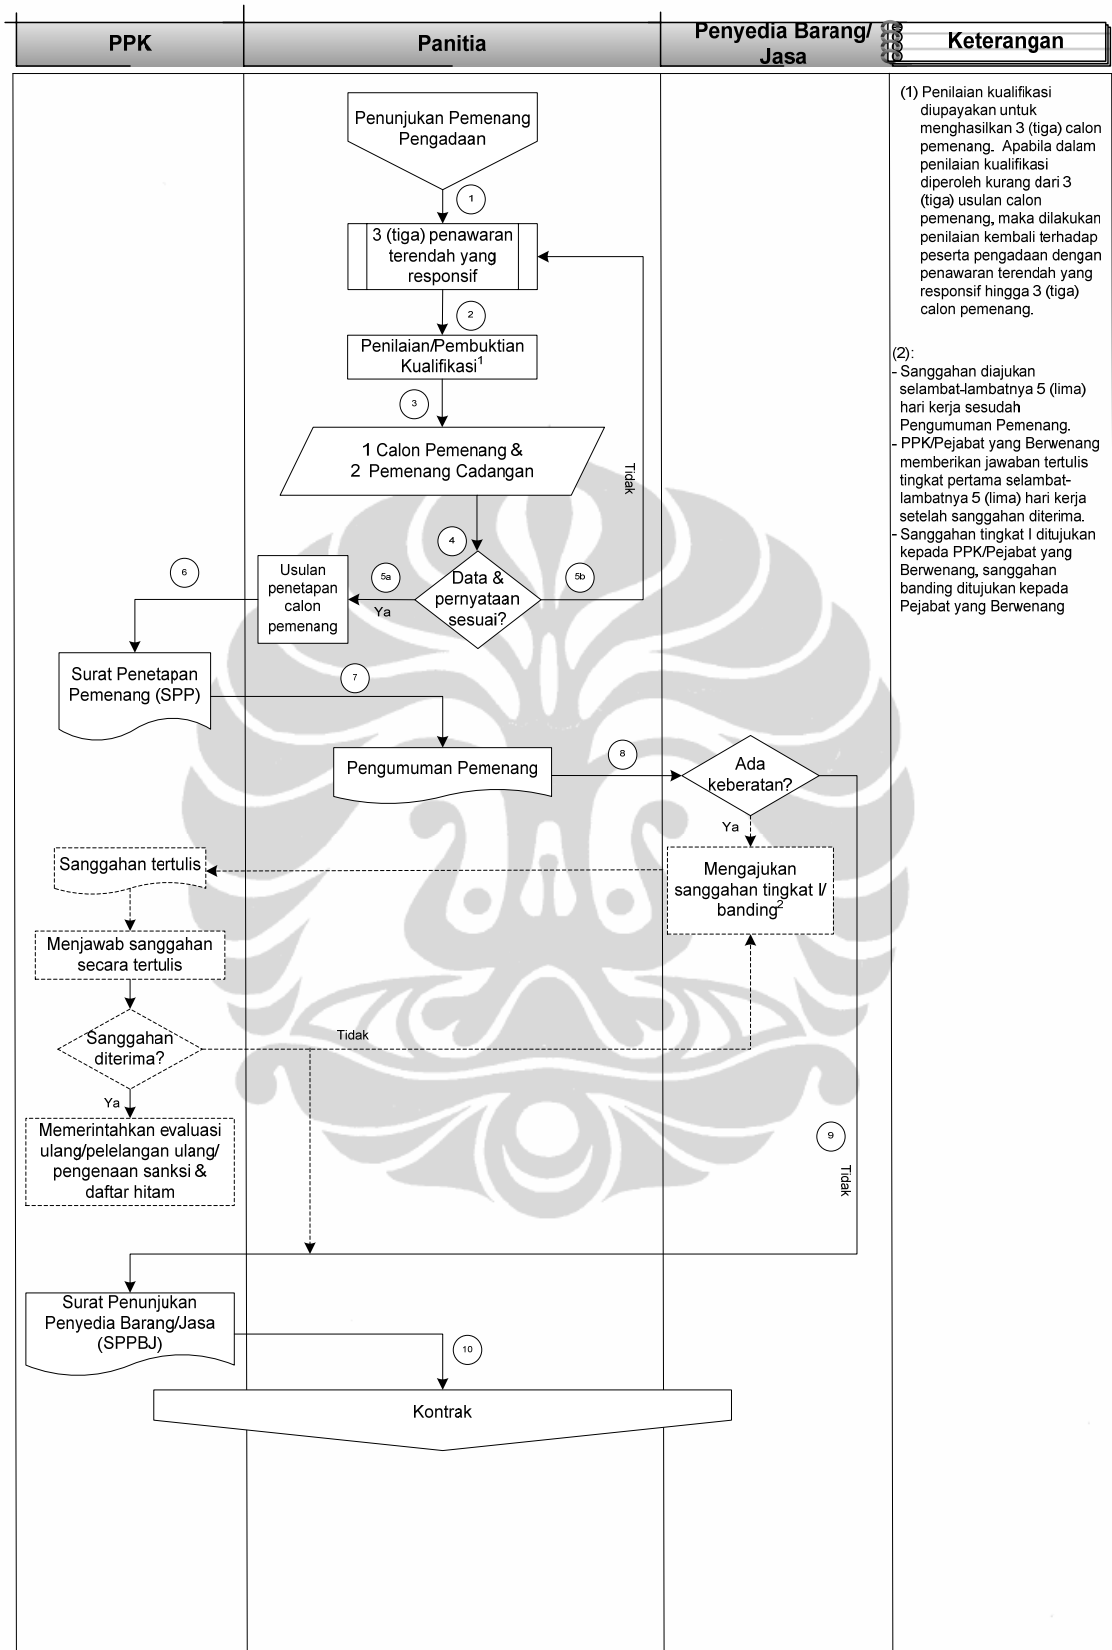 PPK
Panitia
Penyedia Barang/
Jasa
Keterangan
Penunjukan Pemenang
Pengadaan
1
3 (tiga) penawaran
terendah yang
responsif
2
Penilaian/Pembuktian
Kualifikasi1
3
1 Calon Pemenang &
2 Pemenang Cadangan
Tidak
4
Data &
pernyataan
sesuai?
5a
Ya
5b
Usulan
penetapan
calon
pemenang
6
Surat Penetapan
Pemenang (SPP)
7
Pengumuman Pemenang
8
Ada
keberatan?
Ya
Mengajukan
sanggahan tingkat I/
banding2
Sanggahan tertulis
Menjawab sanggahan
secara tertulis
Sanggahan
diterima?
Tidak
Ya
Memerintahkan evaluasi
ulang/pelelangan ulang/
pengenaan sanksi &
daftar hitam
9
Tidak
Surat Penunjukan
Penyedia Barang/Jasa
(SPPBJ)
10
Kontrak
(1) Penilaian kualifikasi
diupayakan untuk
menghasilkan 3 (tiga) calon
pemenang. Apabila dalam
penilaian kualifikasi
diperoleh kurang dari 3
(tiga) usulan calon
pemenang, maka dilakukan
penilaian kembali terhadap
peserta pengadaan dengan
penawaran terendah yang
responsif hingga 3 (tiga)
calon pemenang.
(2):
- Sanggahan diajukan
selambat-lambatnya 5 (lima)
hari kerja sesudah
Pengumuman Pemenang.
- PPK/Pejabat yang Berwenang
memberikan jawaban tertulis
tingkat pertama selambat-
lambatnya 5 (lima) hari kerja
setelah sanggahan diterima.
- Sanggahan tingkat I ditujukan
kepada PPK/Pejabat yang
Berwenang, sanggahan
banding ditujukan kepada
Pejabat yang Berwenang